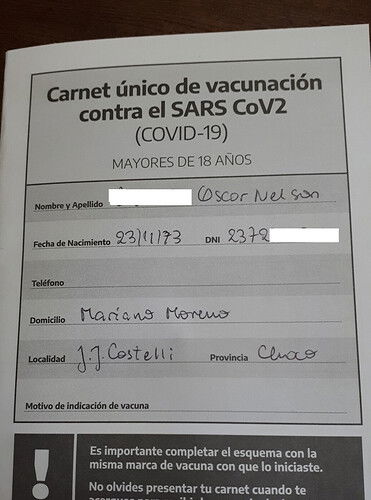 Carnet único de vacunación
contra el SARS CoV2
(COVID-19)
MAYORES DE 18 AÑOS
Nombre y Apellido Oscar Nelson
Fecha de Nacimiento 23/11/73 DNI 2372
Teléfono
Domicilio Mariano Moreno
Localidad J.J. Costelli Provincia Chaco
Motivo de indicación de vacuna
! Es importante completar el esquema con la
misma marca de vacuna con que lo iniciaste.
No olvides presentar tu carnet cuando te